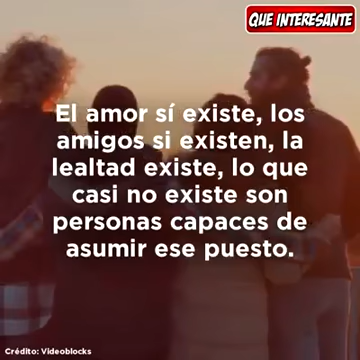 QUE INTERESANTE
El amor sí existe, los
amigos si existen, la
lealtad existe, lo que
casi no existe son
personas capaces de
asumir ese puesto.
Crédito: Videoblocks